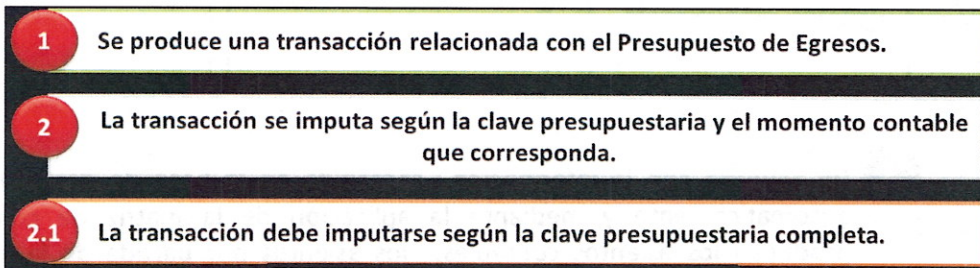 1
Se produce una transacción relacionada con el Presupuesto de Egresos.
2
La transacción se imputa según la clave presupuestaria y el momento contable
que corresponda.
2.1
La transacción debe imputarse según la clave presupuestaria completa.